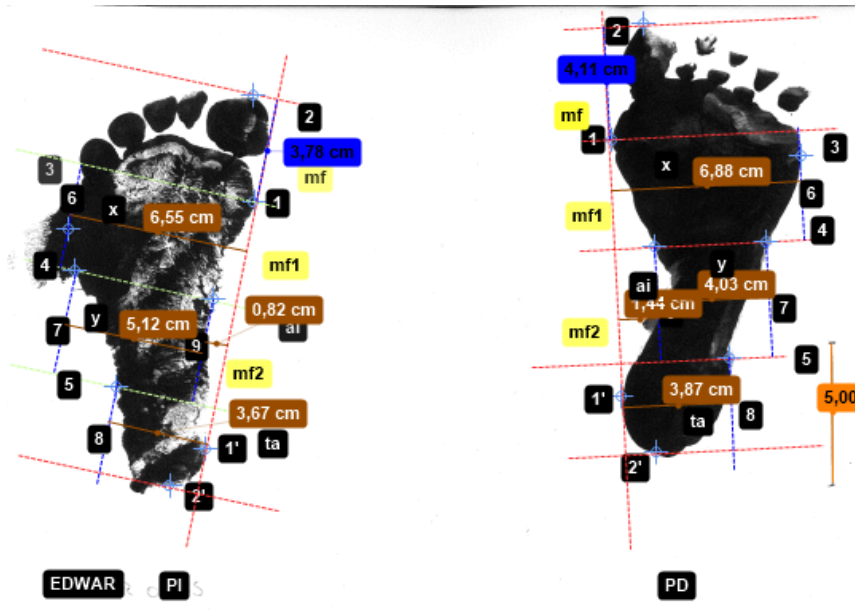 2
2
4,11 cm
mf
1
3,78 cm
mf
3
3
x
6,88 cm
6
6
x
6,55 cm
1
mf1
4
mf1
4
y
ai
4,03 cm
1,44 cm
7
0,82 cm
ai
y
5,12 cm
9
7
mf2
mf2
5
5
3,67 cm
3,87 cm
1'
ta
8
5,00
8
1'
ta
2'
2'
EDWAR
PI
PD